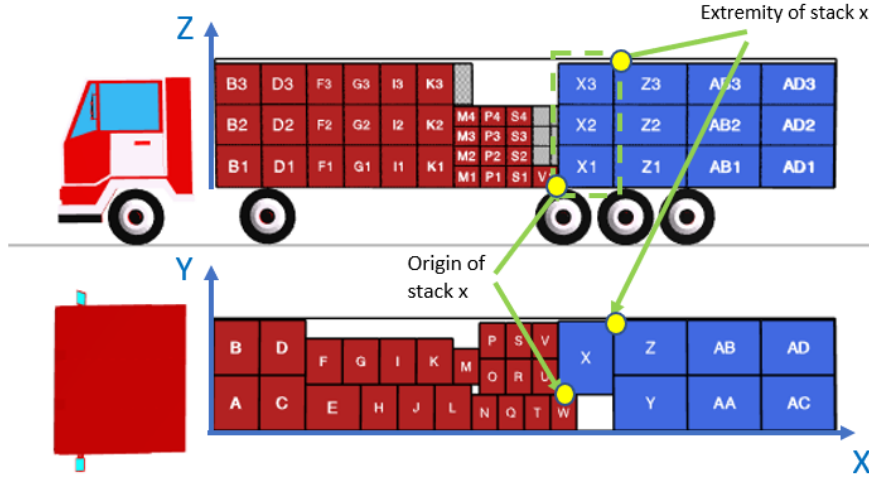 Extremity of stack x
Z
B3 D3 F3 G3 I3 K3 X3 Z3 AB3 AD3
M4 P4 S4
B2 D2 F2 G2 I2 K2 M3 P3 S3 X2 Z2 AB2 AD2
M2 P2 S2
B1 D1 F1 G1 I1 K1 M1 P1 S1 V X1 Z1 AB1 AD1
Origin of
stack x
Y
B D F G I K M P S V X Z AB AD
O R U
A C E H J L N Q T W Y AA AC
X